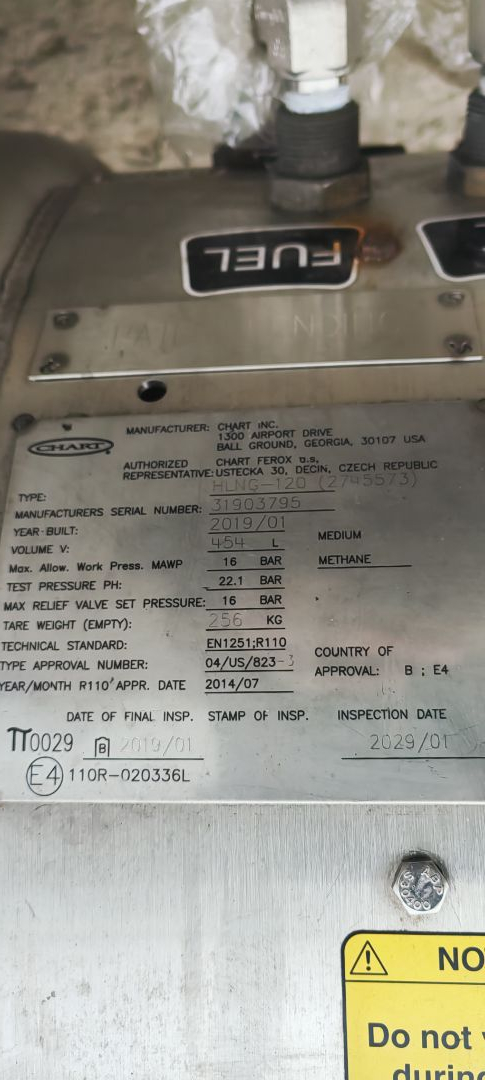 FUEL
CHART
MANUFACTURER: CHART INC.
1300 AIRPORT DRIVE
BALL GROUND, GEORGIA, 30107 USA
AUTHORIZED REPRESENTATIVE: CHART FEROX a.s.
USTECKA 30, DECIN, CZECH REPUBLIC
TYPE: HLNG-120 (2745573)
MANUFACTURERS SERIAL NUMBER: 31903795
YEAR-BUILT: 2019/01
VOLUME V: 454 L MEDIUM
Max. Allow. Work Press. MAWP 16 BAR METHANE
TEST PRESSURE PH: 22.1 BAR
MAX RELIEF VALVE SET PRESSURE: 16 BAR
TARE WEIGHT (EMPTY): 256 KG
TECHNICAL STANDARD: EN1251;R110
TYPE APPROVAL NUMBER: 04/US/823-3
COUNTRY OF APPROVAL: B ; E4
YEAR/MONTH R110 APPR. DATE 2014/07
DATE OF FINAL INSP. STAMP OF INSP. INSPECTION DATE
π0029 B 2019/01 2029/01
E4 110R-020336L
Do not